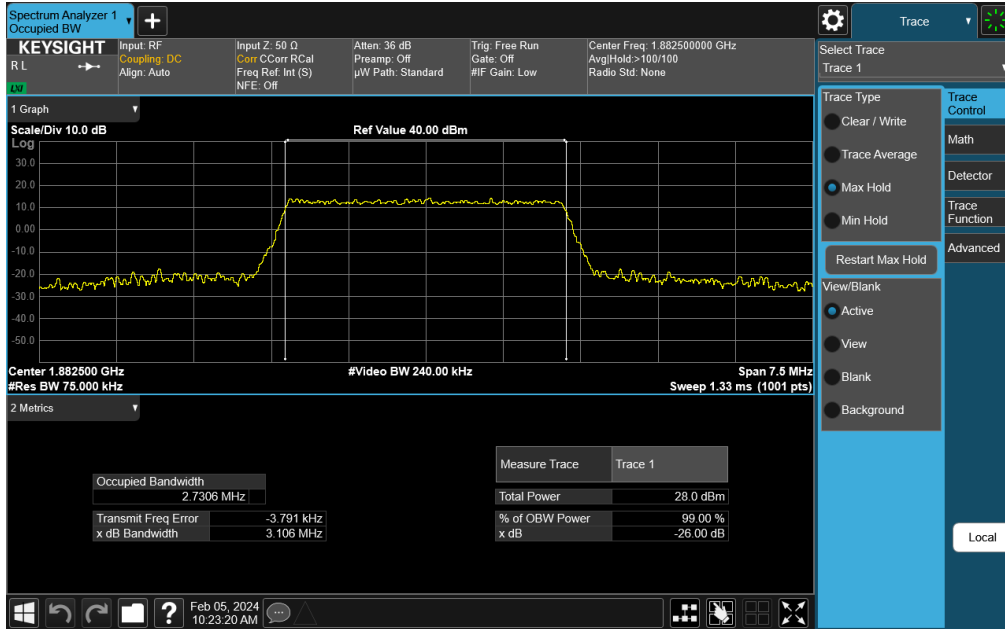 Spectrum Analyzer 1
Occupied BW
Trace
KEYSIGHT
R L
LXI
Input: RF
Coupling: DC
Align: Auto
Input Z: 50 Ω
Corr CCorr RCal
Freq Ref: Int (S)
NFE: Off
Atten: 36 dB
Preamp: Off
µW Path: Standard
Trig: Free Run
Gate: Off
#IF Gain: Low
Center Freq: 1.882500000 GHz
Avg|Hold:>100/100
Radio Std: None
1 Graph
Scale/Div 10.0 dB
Ref Value 40.00 dBm
Log
30.0
20.0
10.0
0.00
-10.0
-20.0
-30.0
-40.0
-50.0
Center 1.882500 GHz
#Video BW 240.00 kHz
Span 7.5 MHz
#Res BW 75.000 kHz
Sweep 1.33 ms (1001 pts)
2 Metrics
Occupied Bandwidth
2.7306 MHz
Transmit Freq Error -3.791 kHz
x dB Bandwidth 3.106 MHz
Measure Trace Trace 1
Total Power 28.0 dBm
% of OBW Power 99.00 %
x dB -26.00 dB
Select Trace
Trace 1
Trace Type
Clear / Write
Trace Average
Max Hold
Min Hold
Restart Max Hold
View/Blank
Active
View
Blank
Background
Trace
Control
Math
Detector
Trace
Function
Advanced
Local
?
Feb 05, 2024
10:23:20 AM